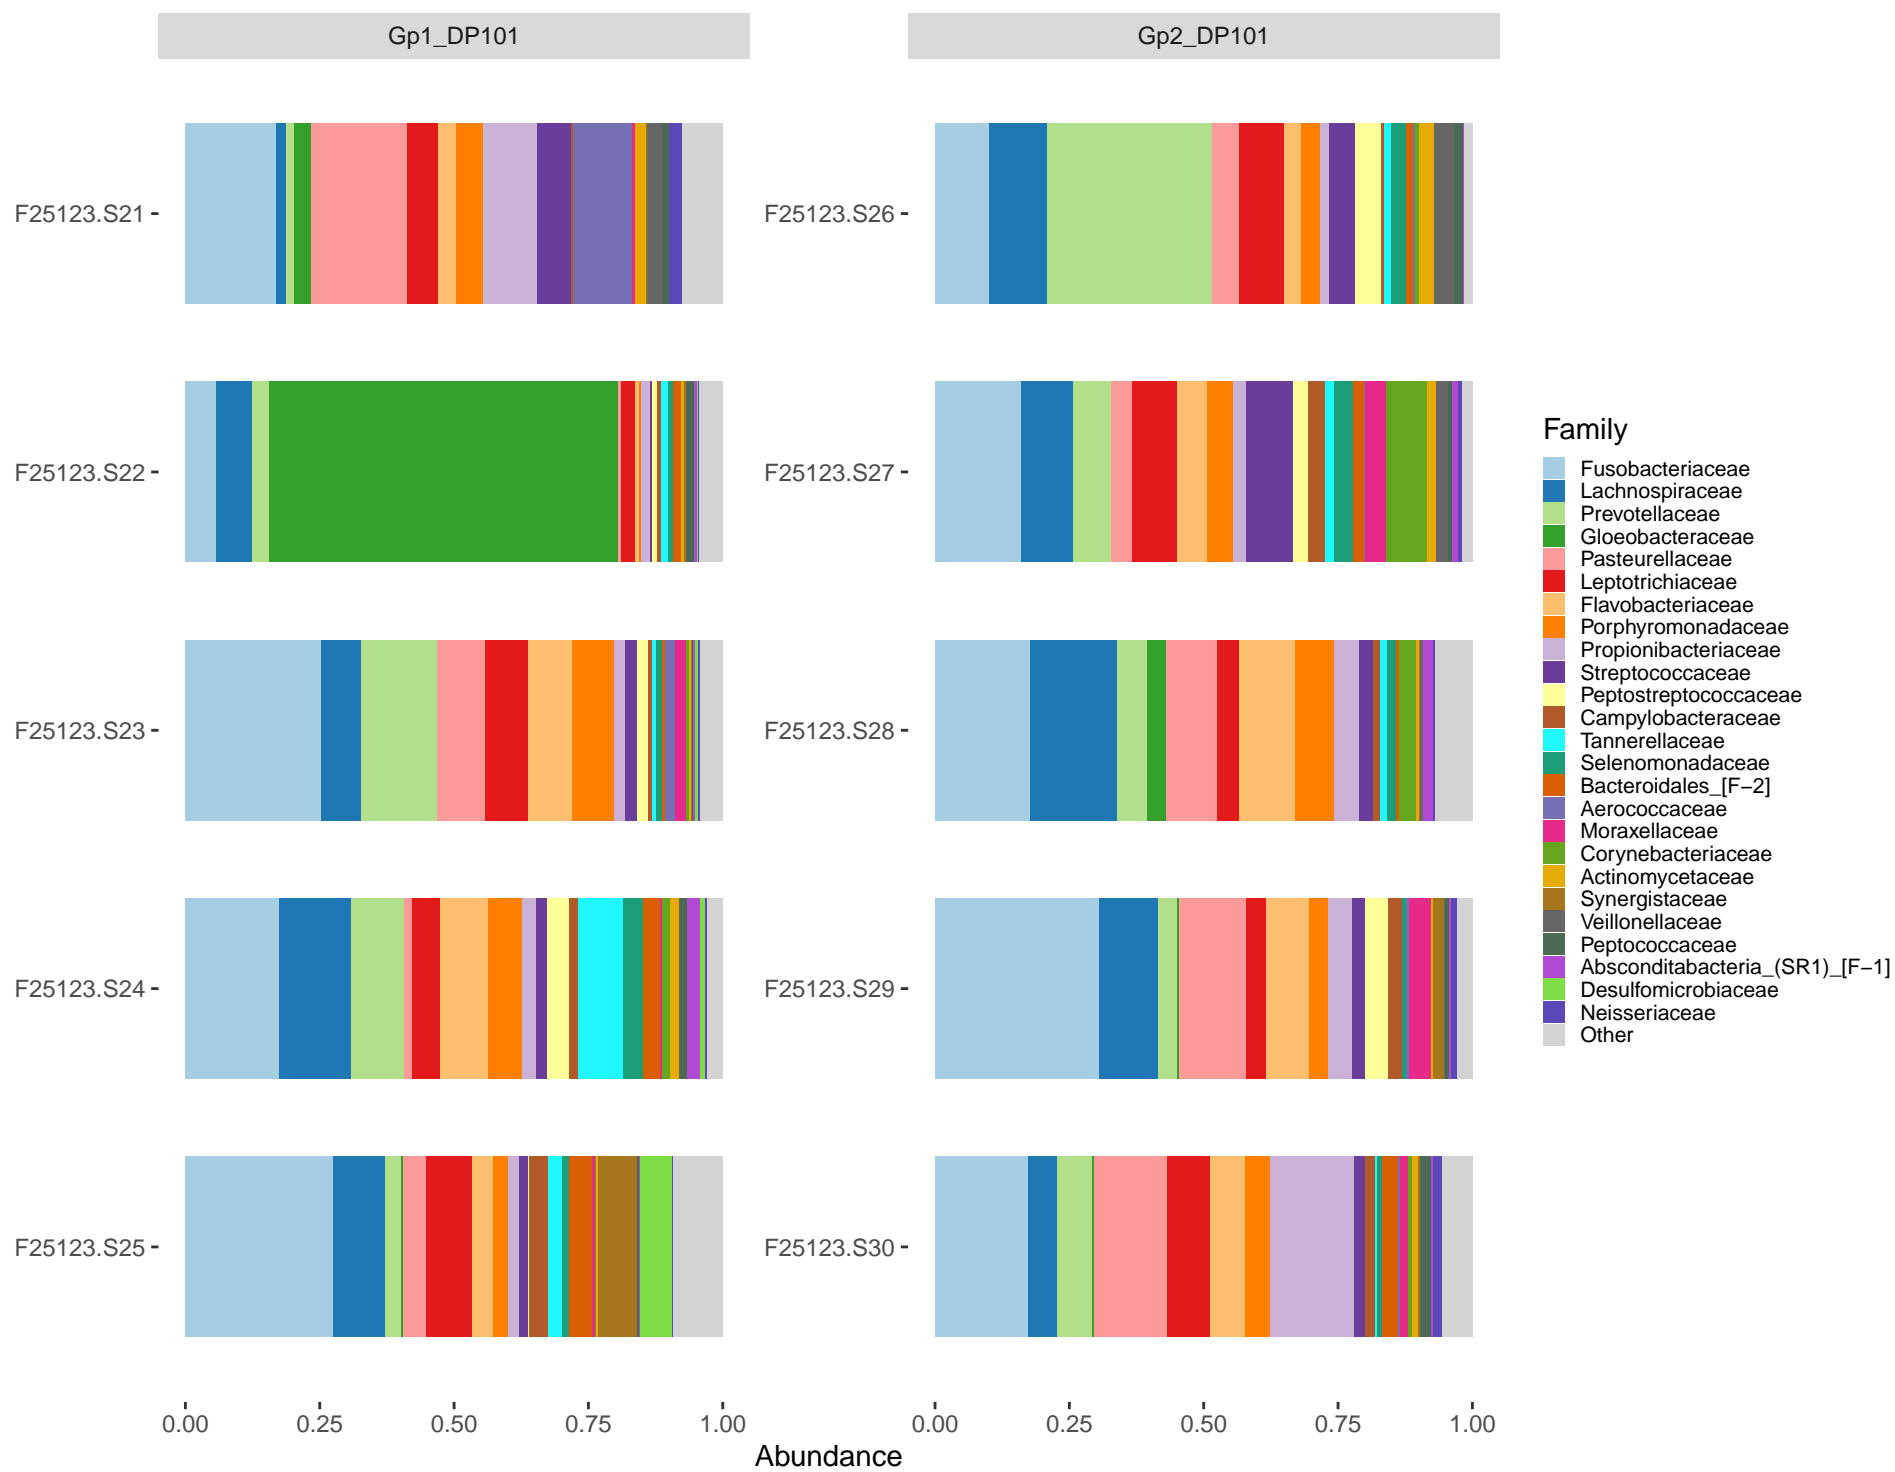 Gp1_DP101
Gp2_DP101
F25123.S21
F25123.S26
F25123.S22
F25123.S27
F25123.S23
F25123.S28
F25123.S24
F25123.S29
F25123.S25
F25123.S30
0.00 0.25 0.50 0.75 1.00
0.00 0.25 0.50 0.75 1.00
Abundance
Family
Fusobacteriaceae
Lachnospiraceae
Prevotellaceae
Gloeobacteraceae
Pasteurellaceae
Leptotrichiaceae
Flavobacteriaceae
Porphyromonadaceae
Propionibacteriaceae
Streptococcaceae
Peptostreptococcaceae
Campylobacteraceae
Tannerellaceae
Selenomonadaceae
Bacteroidales_[F−2]
Aerococcaceae
Moraxellaceae
Corynebacteriaceae
Actinomycetaceae
Synergistaceae
Veillonellaceae
Peptococcaceae
Absconditabacteria_(SR1)_[F−1]
Desulfomicrobiaceae
Neisseriaceae
Other